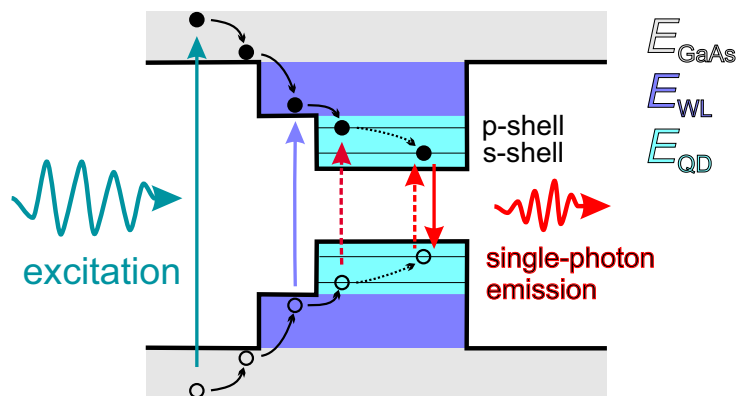 E_GaAs
E_WL
E_QD
p-shell
s-shell
excitation
single-photon
emission